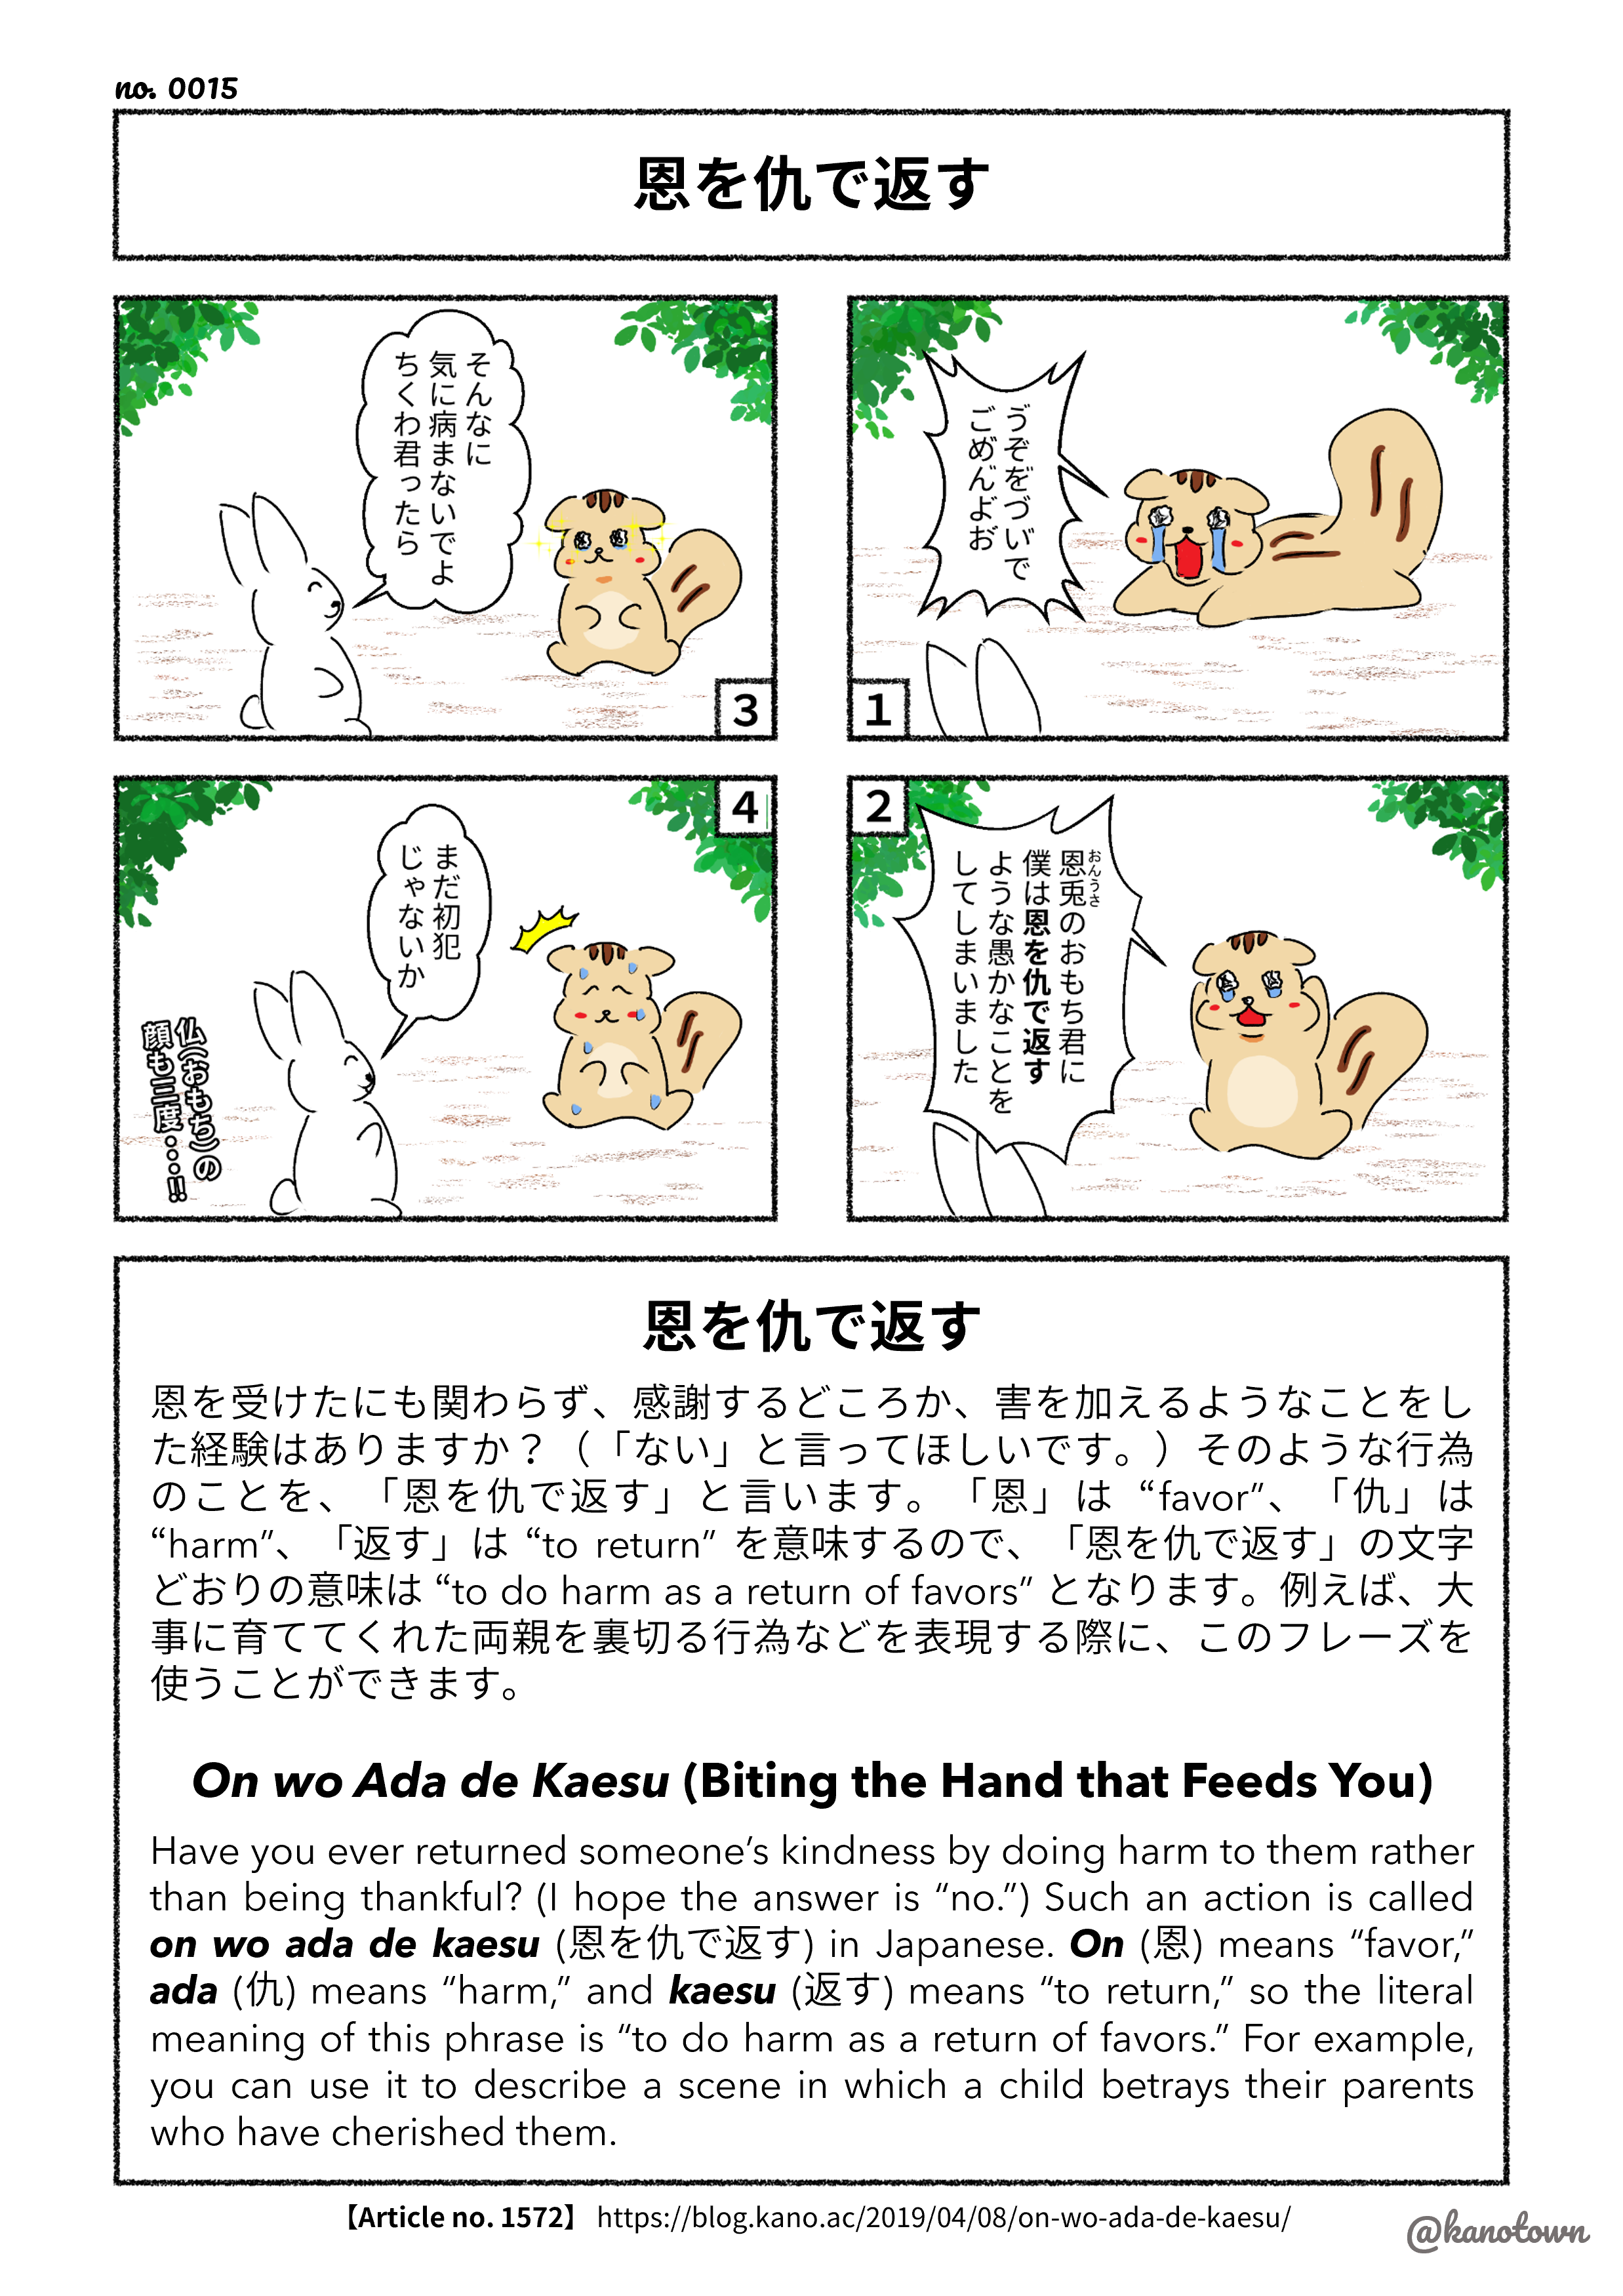 no. 0015
恩を仇で返す
ゔぞをづいで
ごめんよお
1
恩兎のおもち君に
おんうさ
僕は恩を仇で返す
ような愚かなことを
してしまいました
2
そんなに
気に病まないでよ
ちくわ君ったら
3
まだ初犯
じゃないか
仏(おもち)の
顔も三度・・・・!!
4
恩を仇で返す
恩を受けたにも関わらず、感謝するどころか、害を加えるようなことをし
た経験はありますか？（「ない」と言ってほしいです。）そのような行為
のことを、「恩を仇で返す」と言います。「恩」は “favor”、「仇」は
“harm”、「返す」は “to return” を意味するので、「恩を仇で返す」の文字
どおりの意味は “to do harm as a return of favors” となります。例えば、大
事に育ててくれた両親を裏切る行為などを表現する際に、このフレーズを
使うことができます。
On wo Ada de Kaesu (Biting the Hand that Feeds You)
Have you ever returned someone’s kindness by doing harm to them rather
than being thankful? (I hope the answer is “no.”) Such an action is called
on wo ada de kaesu (恩を仇で返す) in Japanese. On (恩) means “favor,”
ada (仇) means “harm,” and kaesu (返す) means “to return,” so the literal
meaning of this phrase is “to do harm as a return of favors.” For example,
you can use it to describe a scene in which a child betrays their parents
who have cherished them.
【Article no. 1572】 https://blog.kano.ac/2019/04/08/on-wo-ada-de-kaesu/
@kanotown